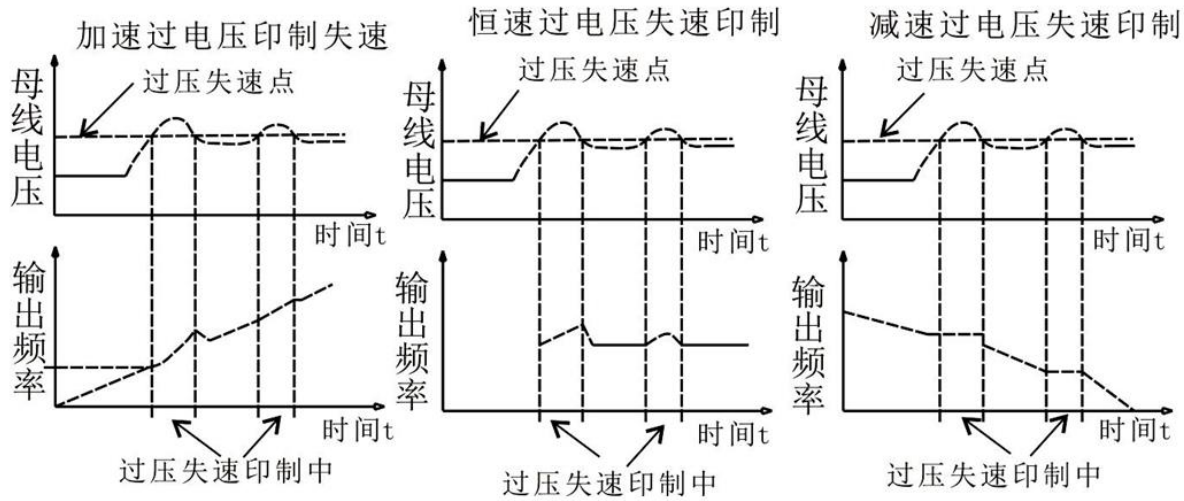 加速过电压印制失速
过压失速点
母线电压
时间t
输出频率
时间t
过压失速印制中
恒速过电压失速印制
过压失速点
母线电压
时间t
输出频率
时间t
过压失速印制中
减速过电压失速印制
过压失速点
母线电压
时间t
输出频率
时间t
过压失速印制中